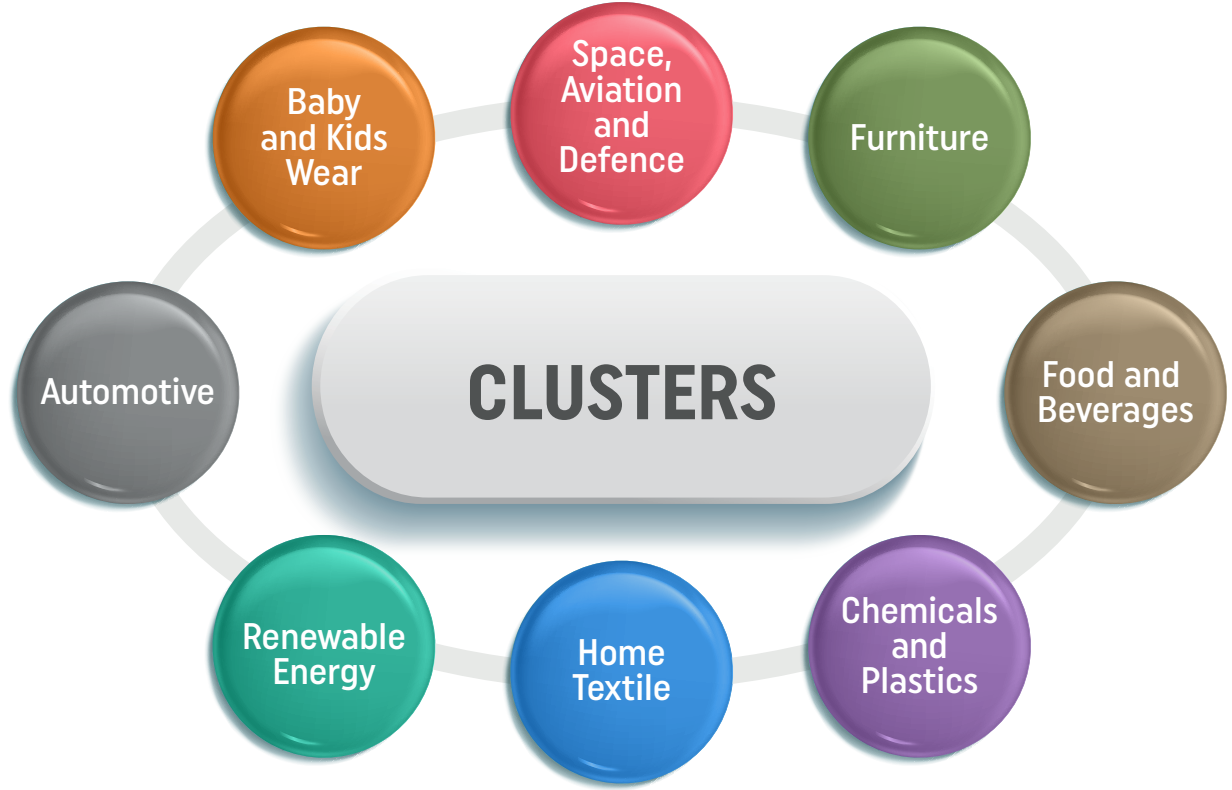 Space,
Aviation
and
Defence
Baby
and Kids
Wear
Furniture
Automotive
CLUSTERS
Food and
Beverages
Renewable
Energy
Home
Textile
Chemicals
and
Plastics